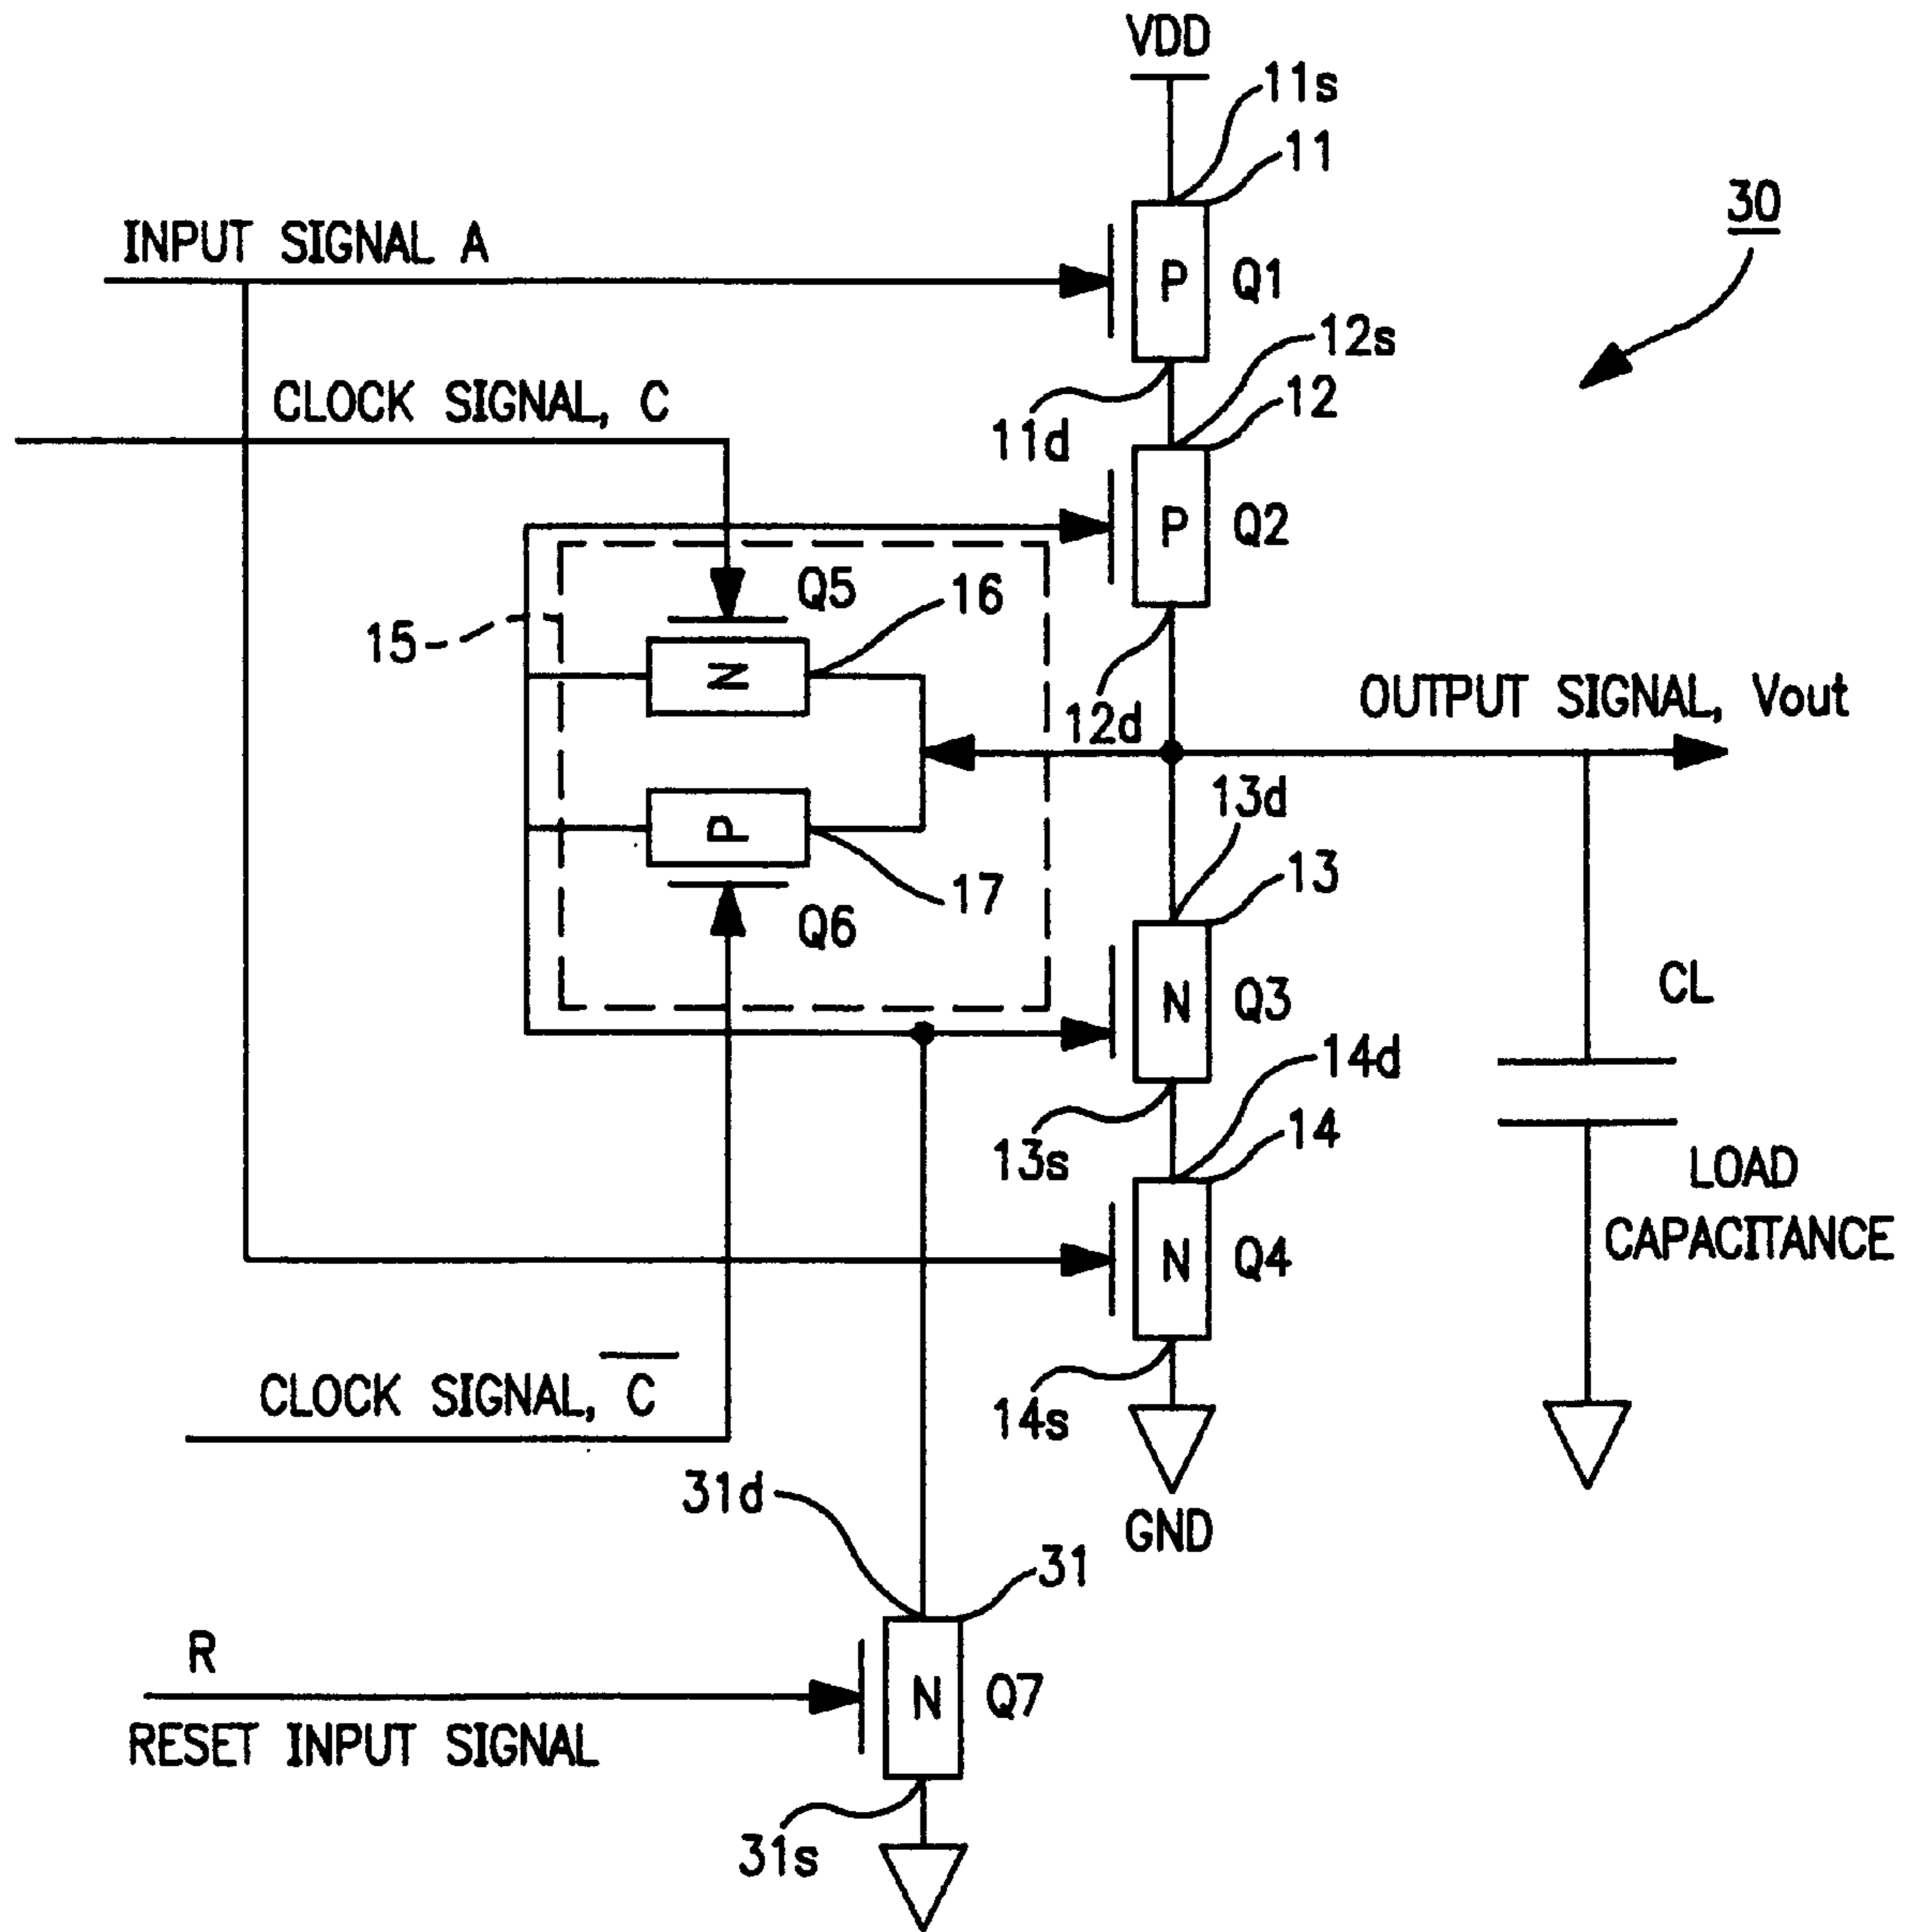 VDD
11s
11
30
INPUT SIGNAL A
P
Q1
12s
12
CLOCK SIGNAL, C
11d
P
Q2
Q5
16
15
N
12d
OUTPUT SIGNAL, Vout
13d
P
13
17
Q6
CL
N
Q3
14d
13s
14
LOAD
CAPACITANCE
N
Q4
CLOCK SIGNAL, C̅
14s
31d
GND
31
R
N
Q7
RESET INPUT SIGNAL
31s